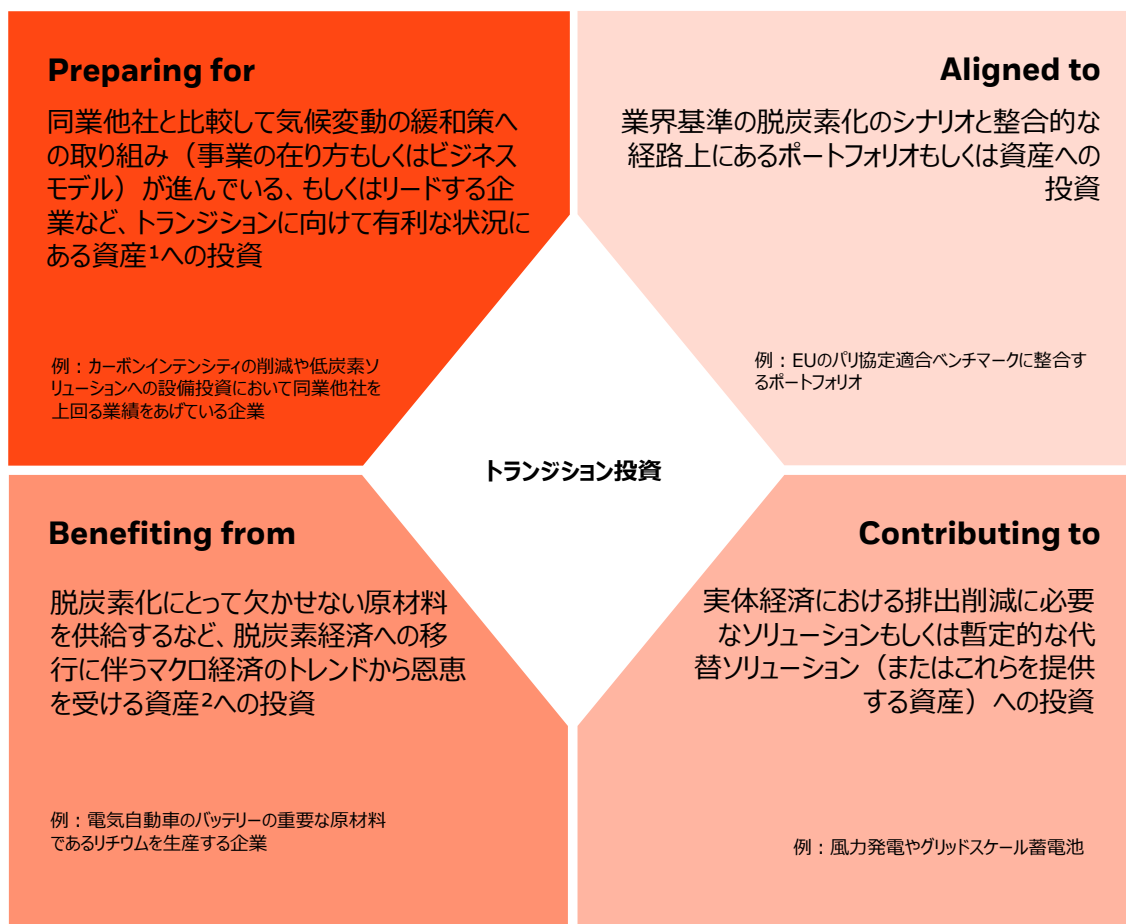 Preparing for
同業他社と比較して気候変動の緩和策へ
の取り組み（事業の在り方もしくはビジネス
モデル）が進んでいる、もしくはリードする企
業など、トランジションに向けて有利な状況に
ある資産¹への投資
例：カーボンインテンシティの削減や低炭素ソ
リューションへの設備投資において同業他社を
上回る業績をあげている企業
Aligned to
業界基準の脱炭素化のシナリオと整合的な
経路上にあるポートフォリオもしくは資産への
投資
例：EUのパリ協定適合ベンチマークに整合す
るポートフォリオ
トランジション投資
Benefiting from
脱炭素化にとって欠かせない原材料
を供給するなど、脱炭素経済への移
行に伴うマクロ経済のトレンドから恩恵
を受ける資産²への投資
例：電気自動車のバッテリーの重要な原材料
であるリチウムを生産する企業
Contributing to
実体経済における排出削減に必要
なソリューションもしくは暫定的な代
替ソリューション（またはこれらを提供
する資産）への投資
例：風力発電やグリッドスケール蓄電池